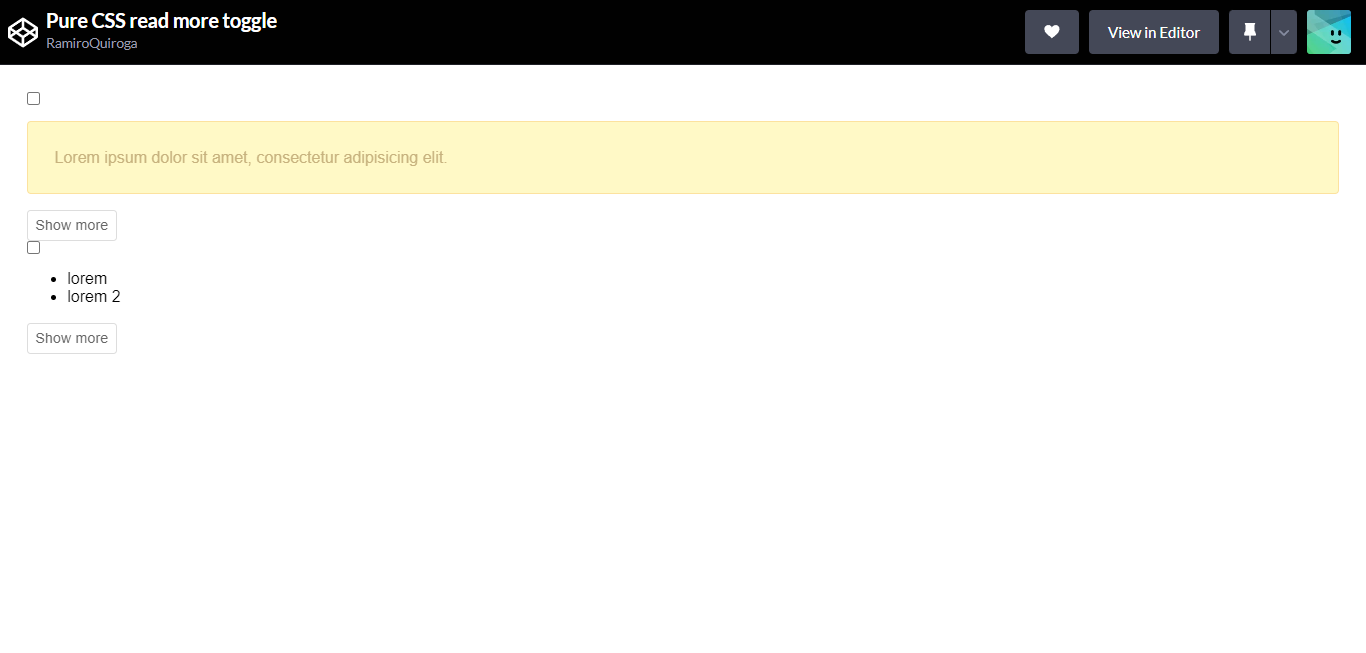 Pure CSS read more toggle
RamiroQuiroga
View in Editor
Lorem ipsum dolor sit amet, consectetur adipisicing elit.
Show more
lorem
lorem 2
Show more